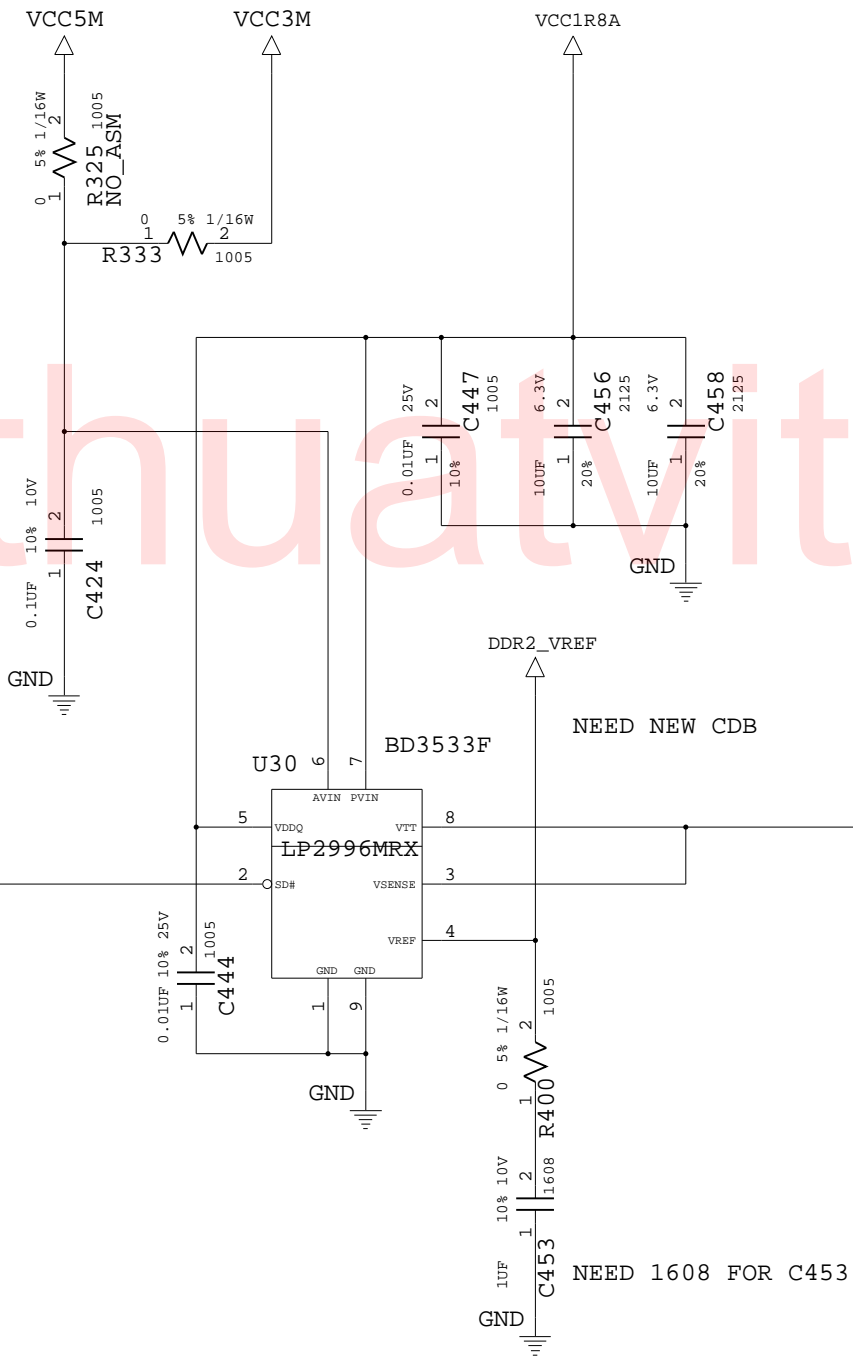 VCC5M
VCC3M
VCC1R8A
0 5% 1/16W
1 2
R325
1005
NO_ASM
0 5% 1/16W
1 2
R333
1005
0.01UF 25V
1 2
C447
10% 1005
10UF 6.3V
1 2
C456
20% 2125
10UF 6.3V
1 2
C458
20% 2125
GND
0.1UF 10% 10V
1 2
C424
1005
GND
thuatvit
DDR2_VREF
NEED NEW CDB
BD3533F
U30
6
7
AVIN PVIN
5
VDDQ
VTT
8
LP2996MRX
2
SD#
VSENSE
3
VREF
4
GND GND
1
9
0.01UF 10% 25V
1 2
C444
1005
GND
0 5% 1/16W
1 2
R400
1005
1UF 10% 10V
1 2
C453
1608
NEED 1608 FOR C453
GND